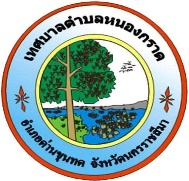 เทศบาลตำบลหนองกราด
อำเภอด่านขุนทด จังหวัดนครราชสีมา